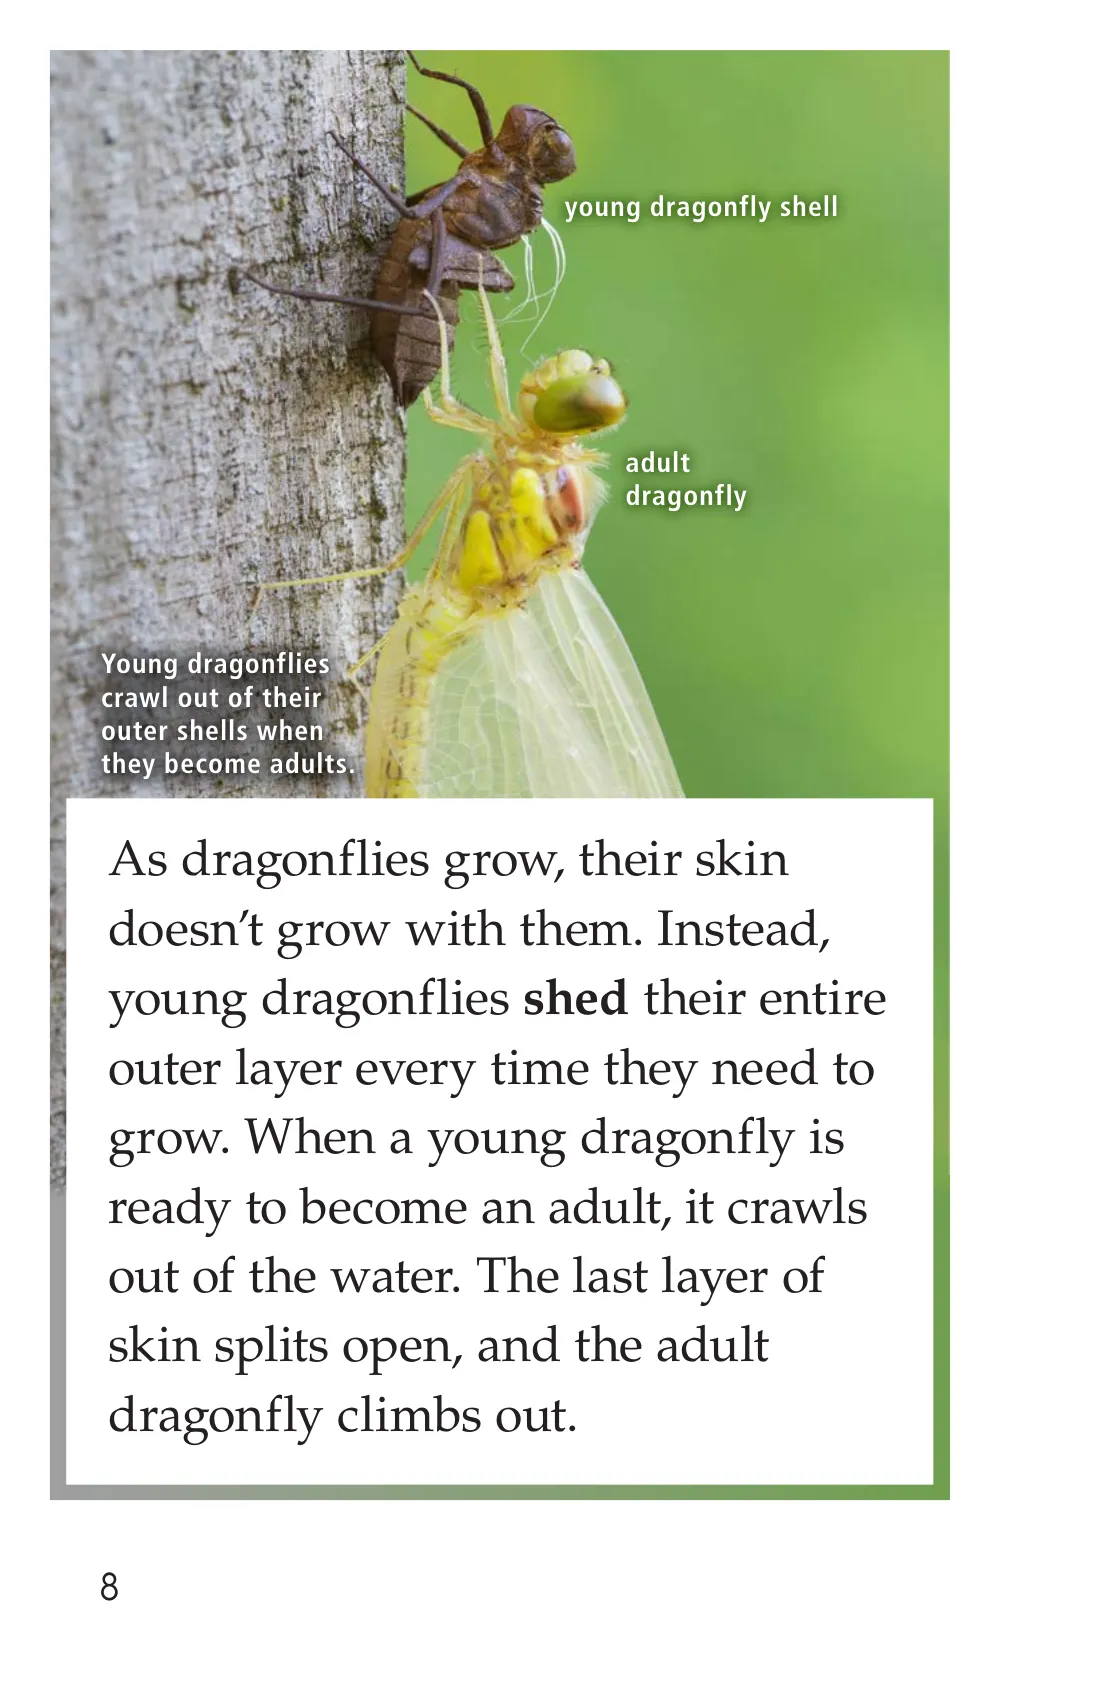 young dragonfly shell
adult
dragonfly
Young dragonflies
crawl out of their
outer shells when
they become adults.
As dragonflies grow, their skin
doesn’t grow with them. Instead,
young dragonflies shed their entire
outer layer every time they need to
grow. When a young dragonfly is
ready to become an adult, it crawls
out of the water. The last layer of
skin splits open, and the adult
dragonfly climbs out.
8